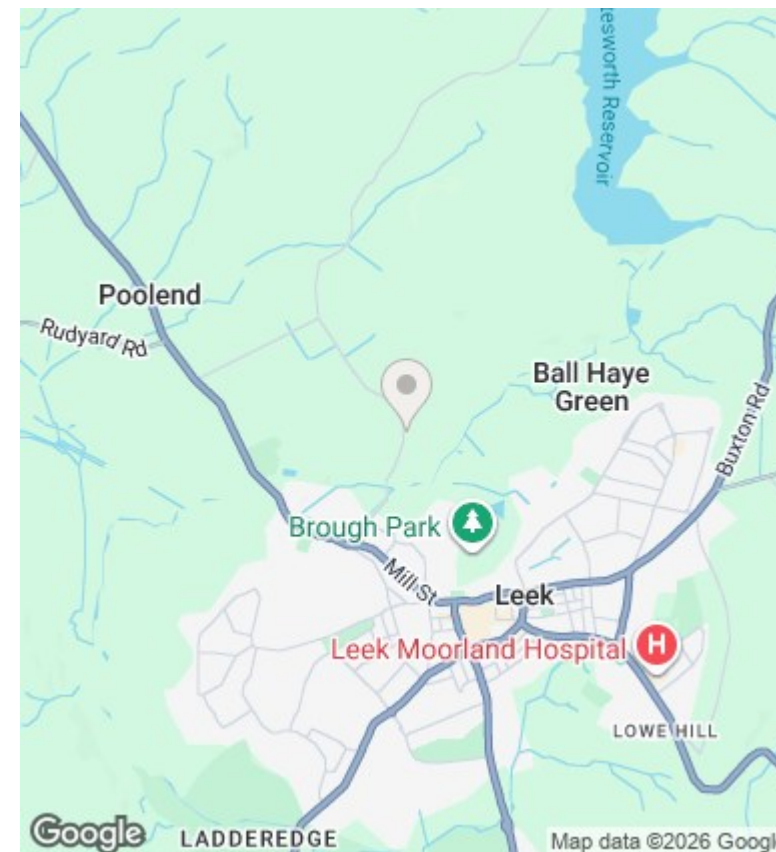 tesworth Reservoir
Poolend
Rudyard Rd
Ball Haye
Green
Buxton Rd
Brough Park
Mill St
Leek
Leek Moorland Hospital
H
LOWE HILL
Google
LADDEREDGE
Map data ©2026 Googl